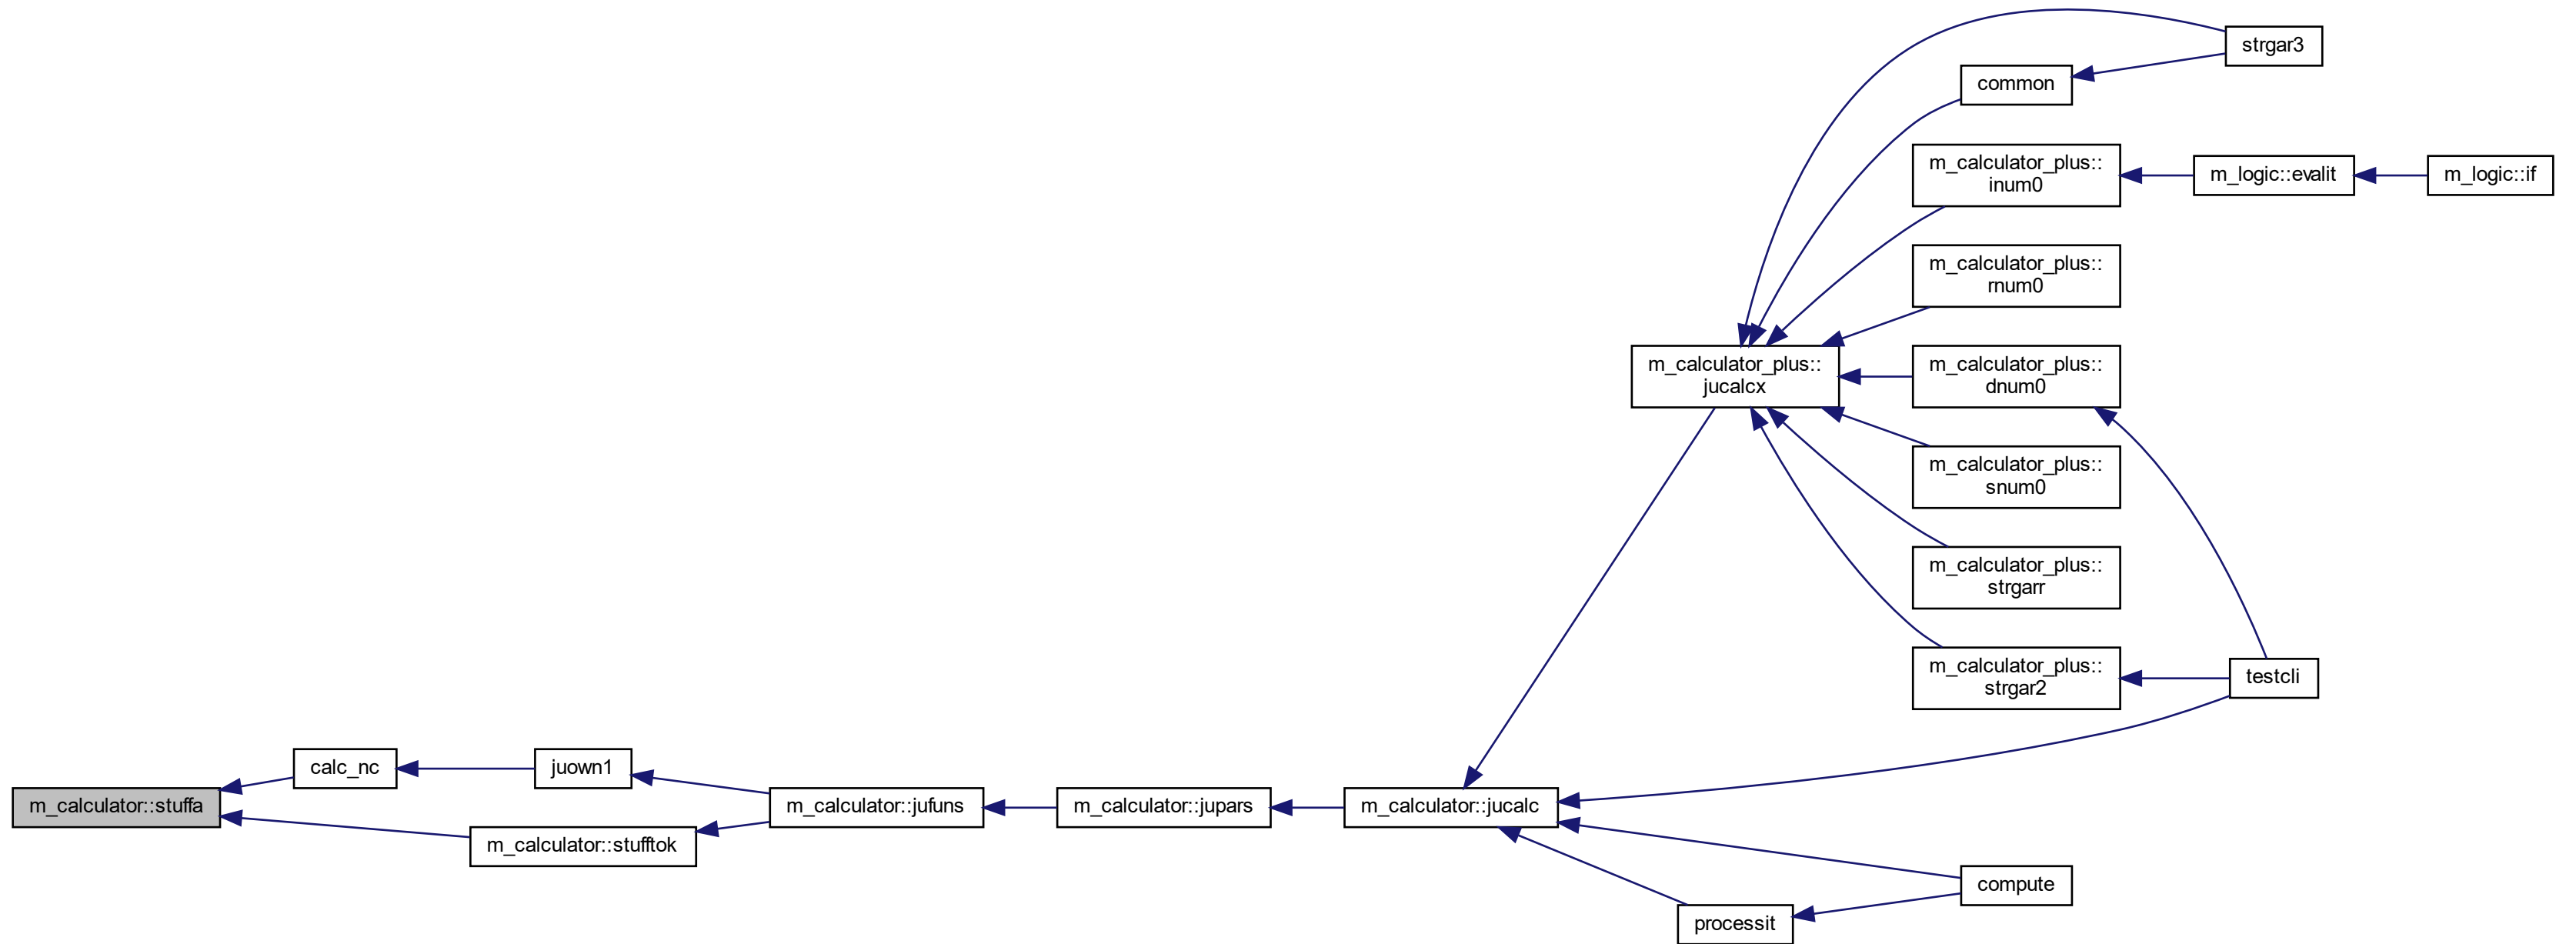 strgar3
common
m_calculator_plus::
inum0
m_logic::evalit
m_logic::if
m_calculator_plus::
rnum0
m_calculator_plus::
jucalcx
m_calculator_plus::
dnum0
m_calculator_plus::
snum0
m_calculator_plus::
strgarr
m_calculator_plus::
strgar2
testcli
calc_nc
juown1
m_calculator::stuffa
m_calculator::jufuns
m_calculator::jupars
m_calculator::jucalc
m_calculator::stufftok
compute
processit